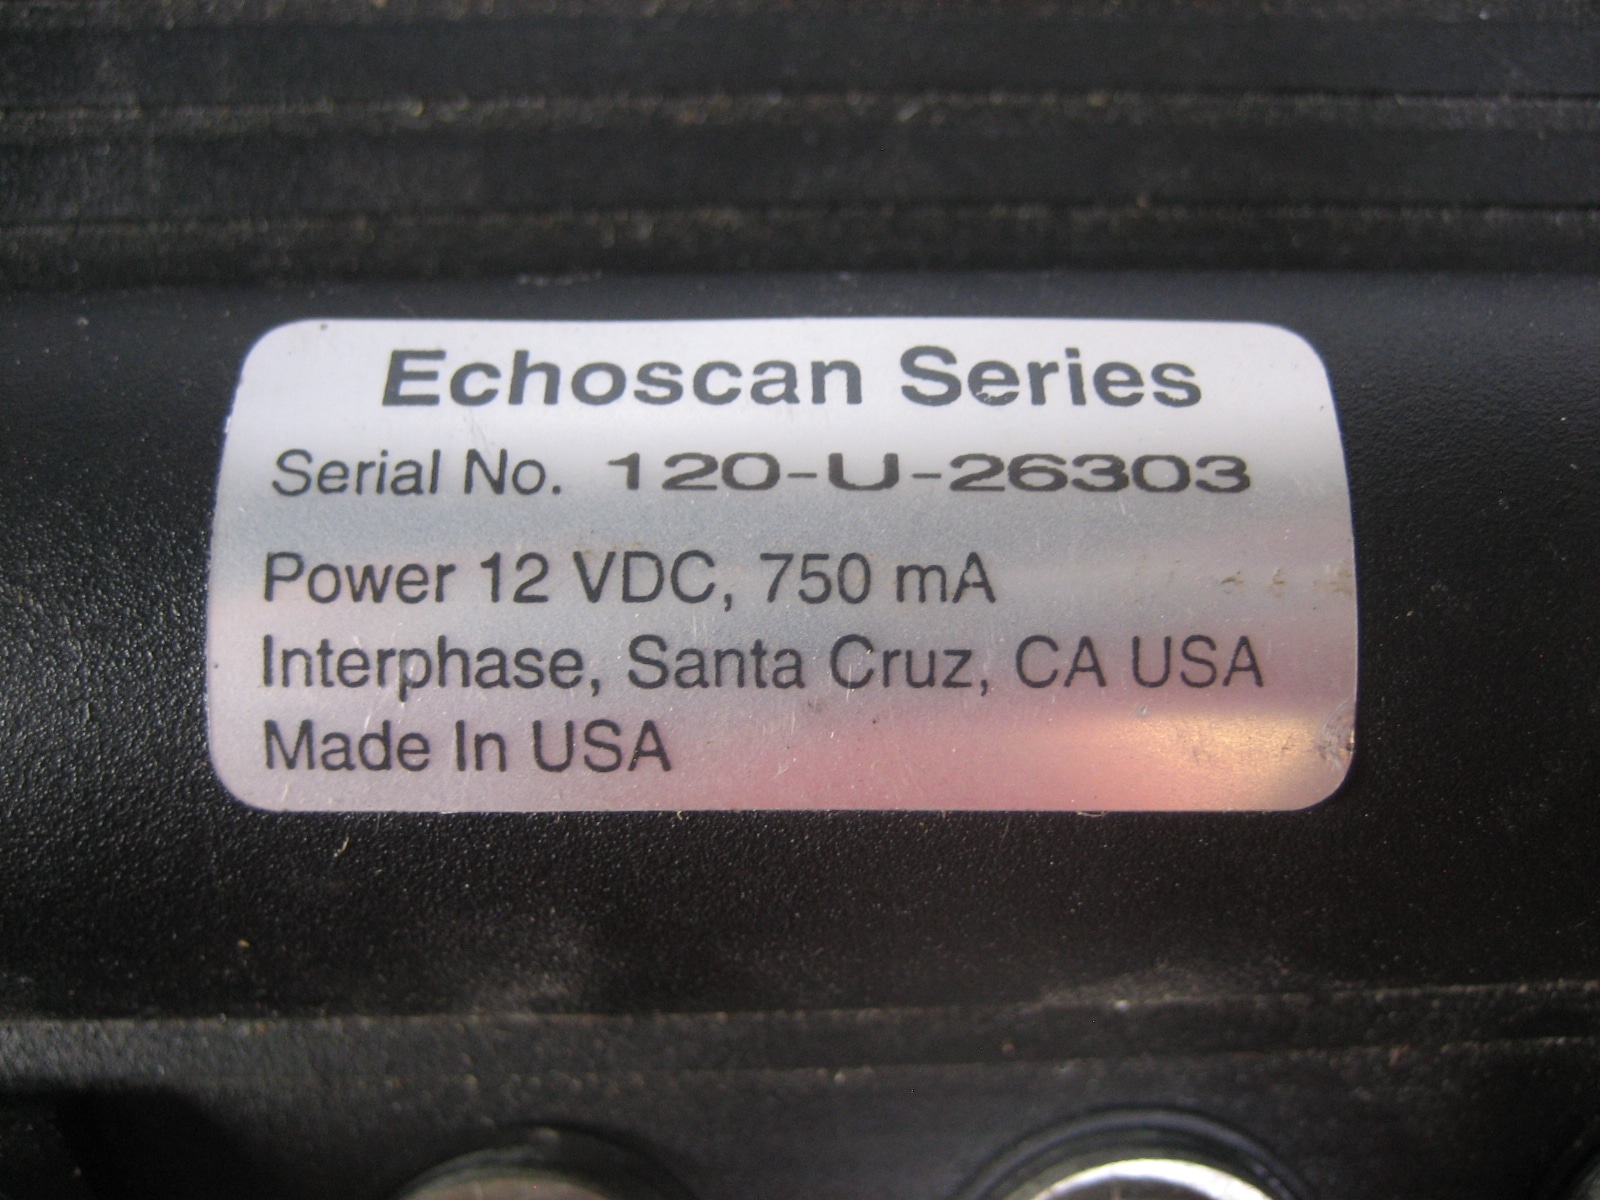 Echoscan Series
Serial No. 120-U-26303
Power 12 VDC, 750 mA
Interphase, Santa Cruz, CA USA
Made In USA